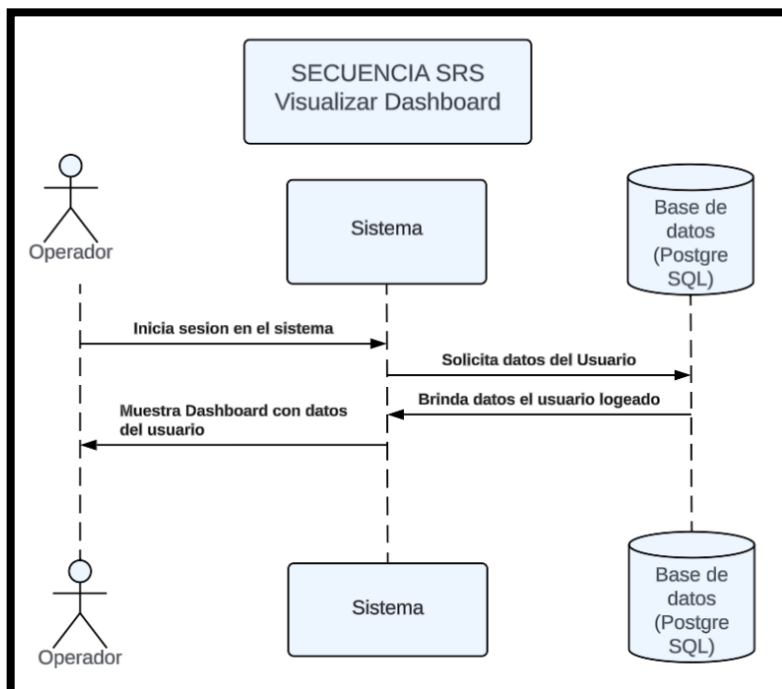 SECUENCIA SRS
Visualizar Dashboard
Operador
Sistema
Base de
datos
(Postgre
SQL)
Inicia sesion en el sistema
Solicita datos del Usuario
Brinda datos el usuario logeado
Muestra Dashboard con datos
del usuario
Operador
Sistema
Base de
datos
(Postgre
SQL)